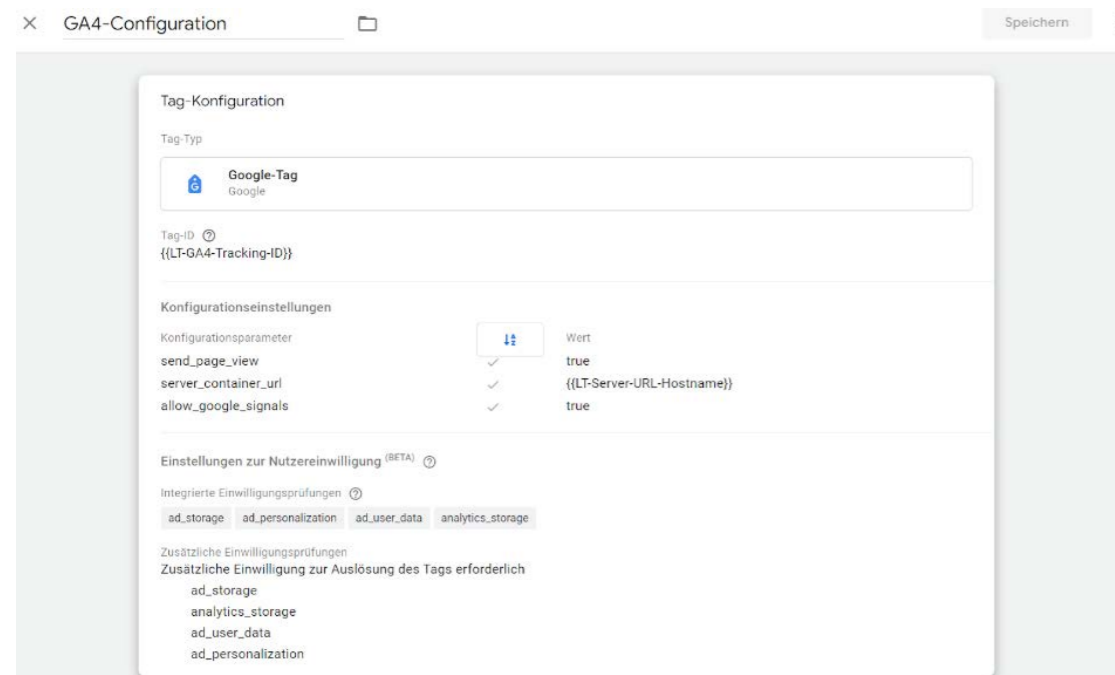 GA4-Configuration
Speichern
Tag-Konfiguration
Tag-Typ
Google-Tag
Google
Tag-ID
{{LT-GA4-Tracking-ID}}
Konfigurationseinstellungen
Konfigurationsparameter Wert
send_page_view true
server_container_url {{LT-Server-URL-Hostname}}
allow_google_signals true
Einstellungen zur Nutzereinwilligung (BETA)
Integrierte Einwilligungsprüfungen
ad_storage ad_personalization ad_user_data analytics_storage
Zusätzliche Einwilligungsprüfungen
Zusätzliche Einwilligung zur Auslösung des Tags erforderlich
ad_storage
analytics_storage
ad_user_data
ad_personalization